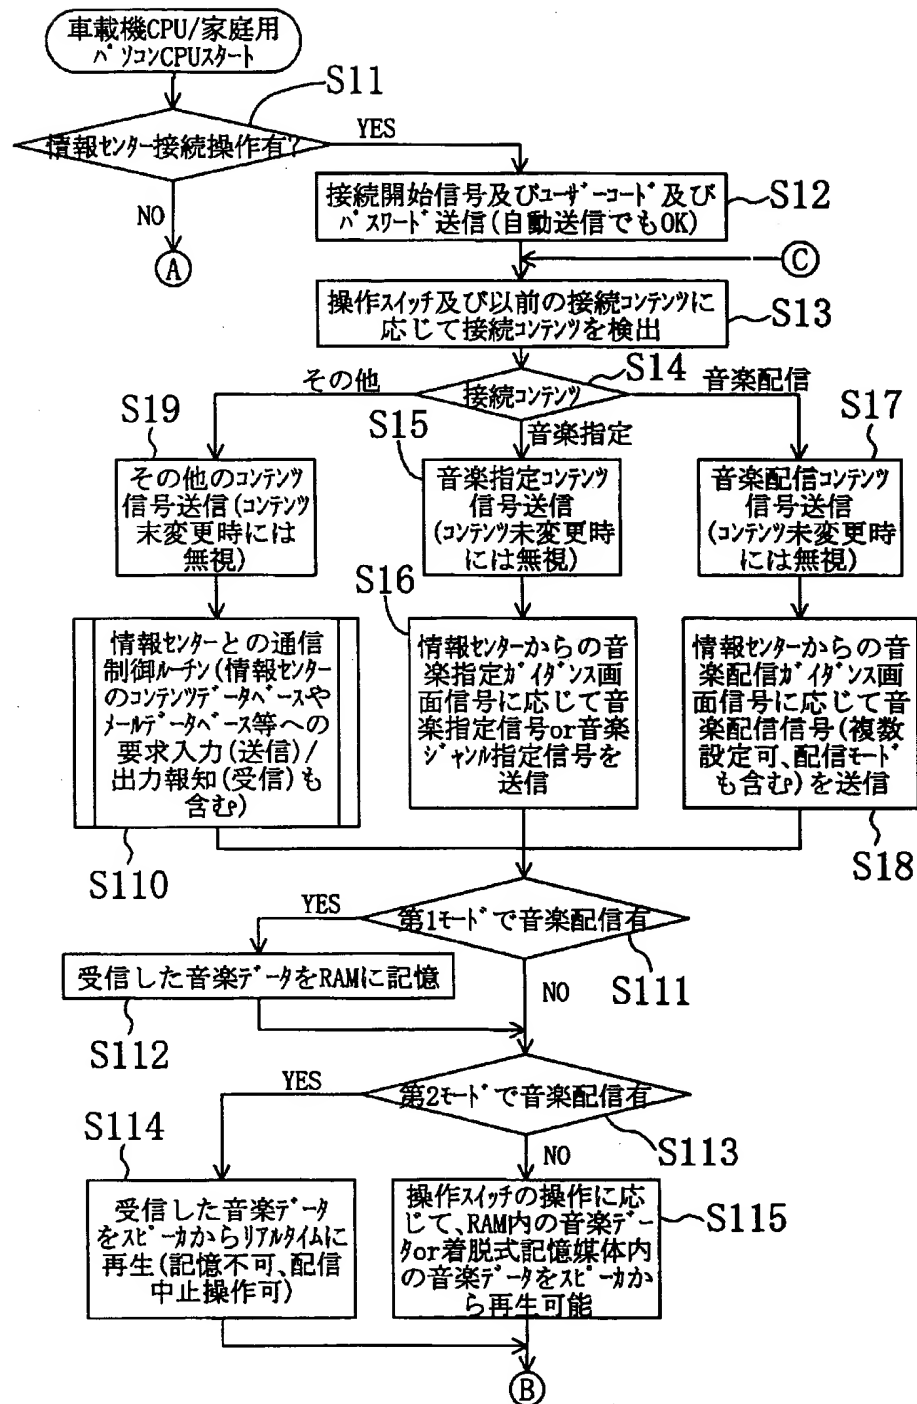 車載機CPU/家庭用
ﾊﾟｿｺﾝCPUスタート
S11
情報ｾﾝﾀｰ接続操作有?
YES
NO
A
接続開始信号及びﾕｰｻﾞｰｺｰﾄﾞ及び
ﾊﾟｽﾜｰﾄﾞ送信(自動送信でもOK)
S12
C
操作ｽｲｯﾁ及び以前の接続ｺﾝﾃﾝﾂに
応じて接続ｺﾝﾃﾝﾂを検出
S13
S14
接続ｺﾝﾃﾝﾂ
その他
音楽配信
音楽指定
S19
その他のｺﾝﾃﾝﾂ
信号送信(ｺﾝﾃﾝﾂ
末変更時には
無視)
S15
音楽指定ｺﾝﾃﾝﾂ
信号送信
(ｺﾝﾃﾝﾂ未変更時
には無視)
S17
音楽配信ｺﾝﾃﾝﾂ
信号送信
(ｺﾝﾃﾝﾂ未変更時
には無視)
情報ｾﾝﾀｰとの通信
制御ﾙｰﾁﾝ(情報ｾﾝﾀｰ
のｺﾝﾃﾝﾂﾃﾞｰﾀﾍﾞｰｽや
ﾒｰﾙﾃﾞｰﾀﾍﾞｰｽ等への
要求入力(送信)/
出力報知(受信)も
含む)
S110
S16
情報ｾﾝﾀｰからの音
楽指定ｶﾞｲﾀﾞﾝｽ画
面信号に応じて音
楽指定信号or音楽
ｼﾞｬﾝﾙ指定信号を
送信
情報ｾﾝﾀｰからの音
楽配信ｶﾞｲﾀﾞﾝｽ画
面信号に応じて音
楽配信信号(複数
設定可、配信ﾓｰﾄﾞ
も含む)を送信
S18
第1ﾓｰﾄﾞで音楽配信有
S111
YES
NO
受信した音楽ﾃﾞｰﾀをRAMに記憶
S112
第2ﾓｰﾄﾞで音楽配信有
S113
YES
NO
S114
受信した音楽ﾃﾞｰﾀ
をｽﾋﾟｰｶからﾘｱﾙﾀｲﾑに
再生(記憶不可、配信
中止操作可)
操作ｽｲｯﾁの操作に応
じて、RAM内の音楽ﾃﾞｰ
ﾀor着脱式記憶媒体内
の音楽ﾃﾞｰﾀをｽﾋﾟｰｶか
ら再生可能
S115
B